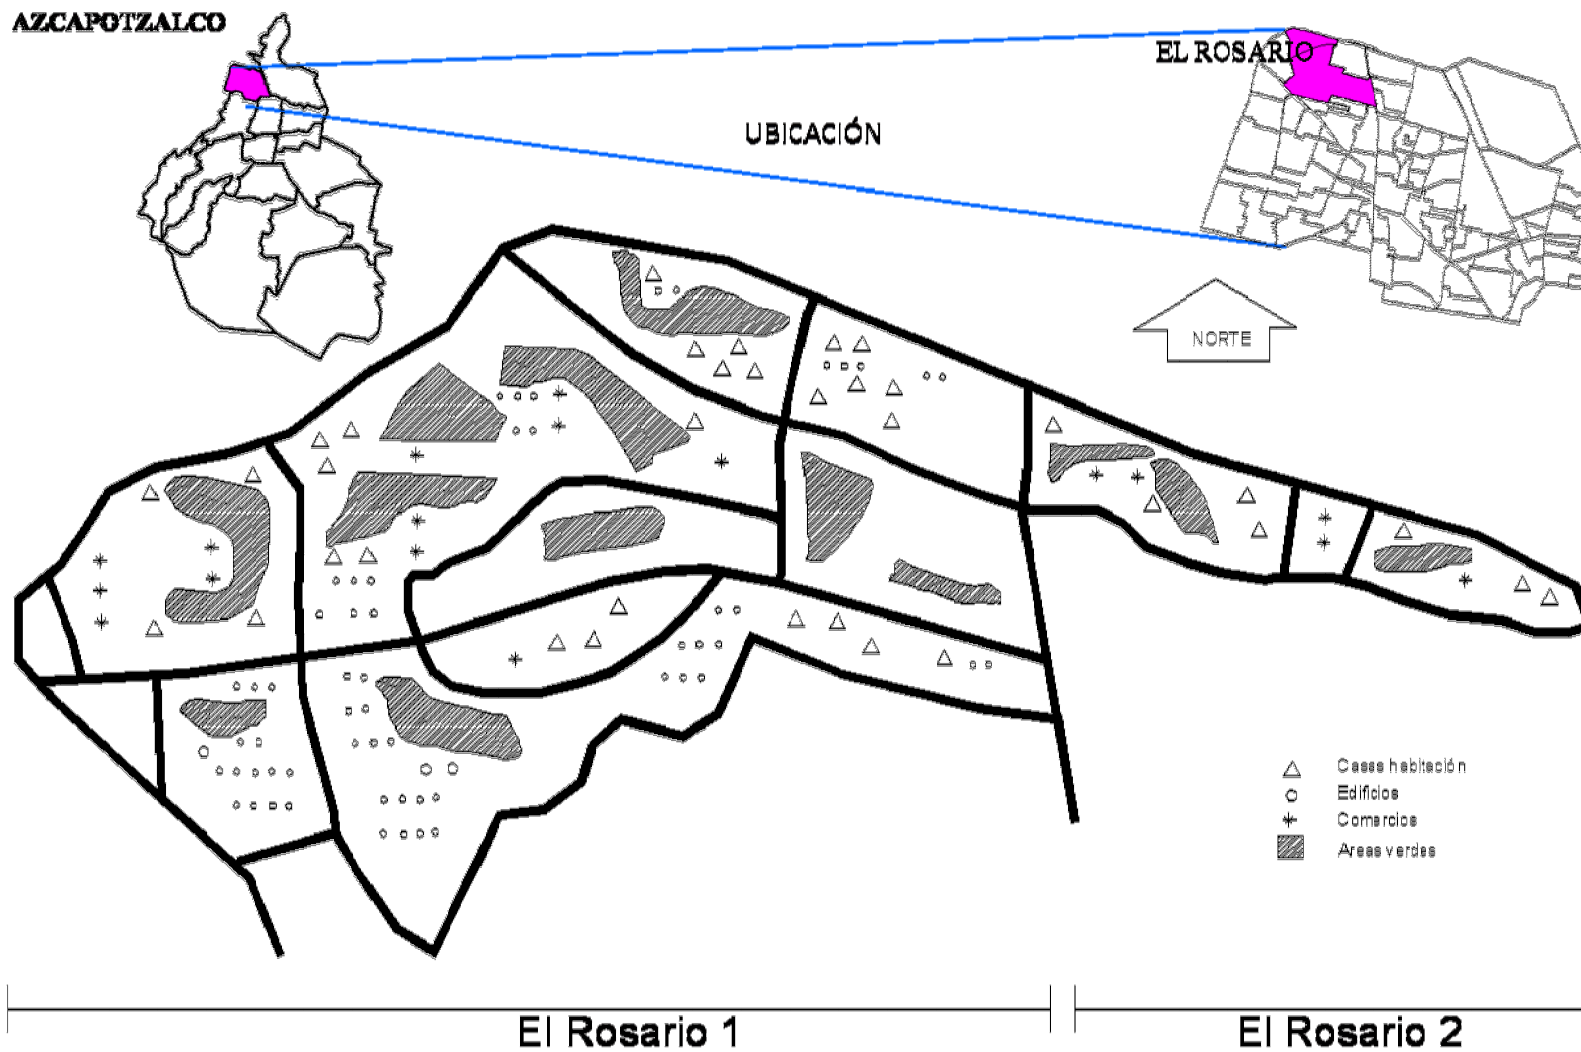 AZCAPOTZALCO
EL ROSARIO
UBICACIÓN
NORTE
Casas habitación
Edificios
Comercios
Areas verdes
El Rosario 1
El Rosario 2